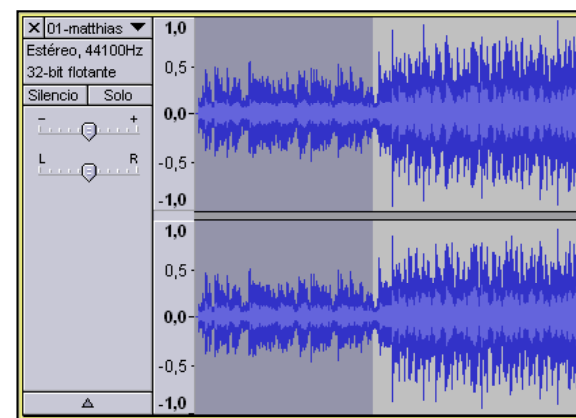 X 01-matthias ▼
Estéreo, 44100Hz
32-bit flotante
Silencio Solo
- +
L R
1,0
0,5
0,0
-0,5
-1,0
1,0
0,5
0,0
-0,5
-1,0